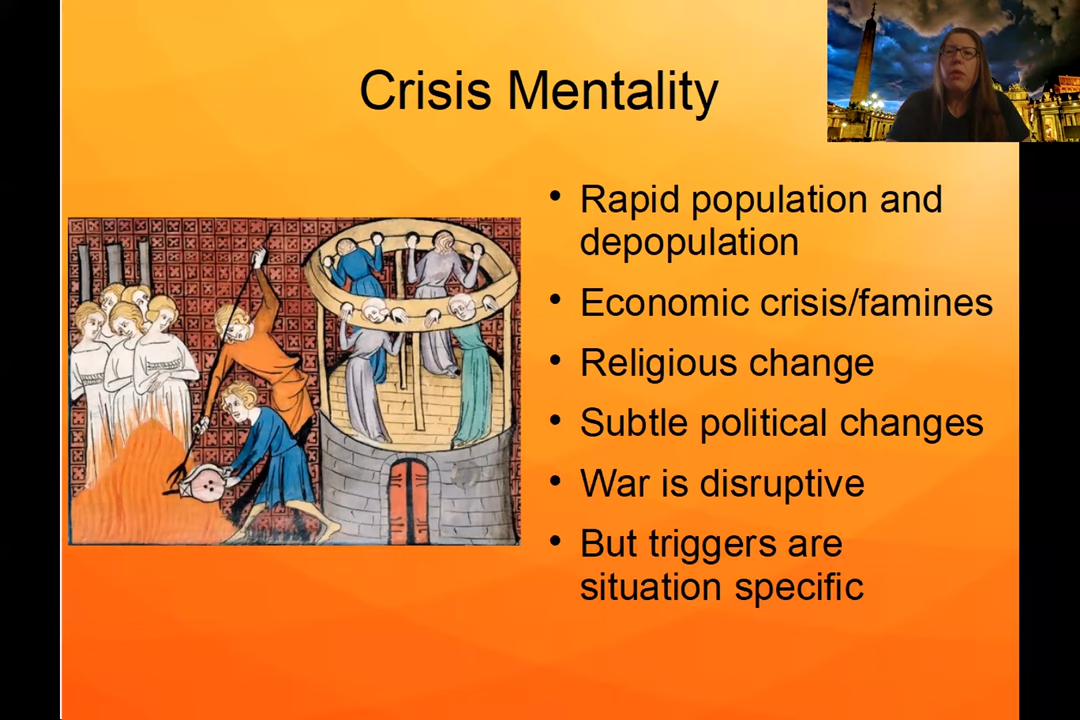 Crisis Mentality
• Rapid population and
depopulation
• Economic crisis/famines
• Religious change
• Subtle political changes
• War is disruptive
• But triggers are
situation specific